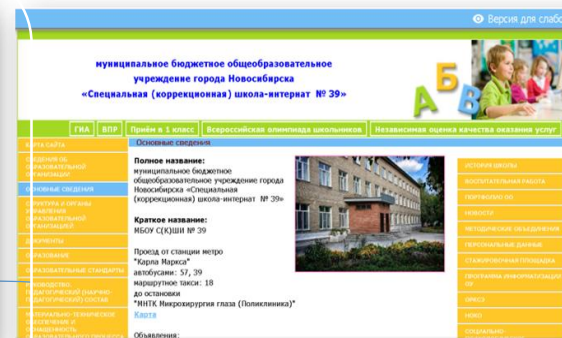 Версия для слабо
муниципальное бюджетное общеобразовательное
учреждение города Новосибирска
«Специальная (коррекционная) школа-интернат № 39»
А Б В
ГИА
ВПР
Приём в 1 класс
Всероссийская олимпиада школьников
Независимая оценка качества оказания услуг
КАРТА САЙТА
СВЕДЕНИЯ ОБ
ОБРАЗОВАТЕЛЬНОЙ
ОРГАНИЗАЦИИ
ОСНОВНЫЕ СВЕДЕНИЯ
СТРУКТУРА И ОРГАНЫ
УПРАВЛЕНИЯ
ОБРАЗОВАТЕЛЬНОЙ
ОРГАНИЗАЦИЕЙ
ДОКУМЕНТЫ
ОБРАЗОВАНИЕ
ОБРАЗОВАТЕЛЬНЫЕ СТАНДАРТЫ
РУКОВОДСТВО.
ПЕДАГОГИЧЕСКИЙ (НАУЧНО-
ПЕДАГОГИЧЕСКИЙ) СОСТАВ
МАТЕРИАЛЬНО-ТЕХНИЧЕСКОЕ
ОБЕСПЕЧЕНИЕ И
ОСНАЩЕННОСТЬ
ОБРАЗОВАТЕЛЬНОГО ПРОЦЕССА
Основные сведения
Полное название:
муниципальное бюджетное
общеобразовательное учреждение города
Новосибирска «Специальная
(коррекционная) школа-интернат № 39»
Краткое название:
МБОУ С(К)ШИ № 39
Проезд от станции метро
"Карла Маркса"
автобусами: 57, 39
маршрутное такси: 18
до остановки
"МНТК Микрохирургия глаза (Поликлиника)"
Карта
Объявления:
ИСТОРИЯ ШКОЛЫ
ВОСПИТАТЕЛЬНАЯ РАБОТА
ПОРТФОЛИО ОО
НОВОСТИ
МЕТОДИЧЕСКИЕ ОБЪЕДИНЕНИЯ
ПЕРСОНАЛЬНЫЕ ДАННЫЕ
СТАЖИРОВОЧНАЯ ПЛОЩАДКА
ПРОГРАММА ИНФОРМАТИЗАЦИИ
ОУ
НОКО
СОЦИАЛЬНО-